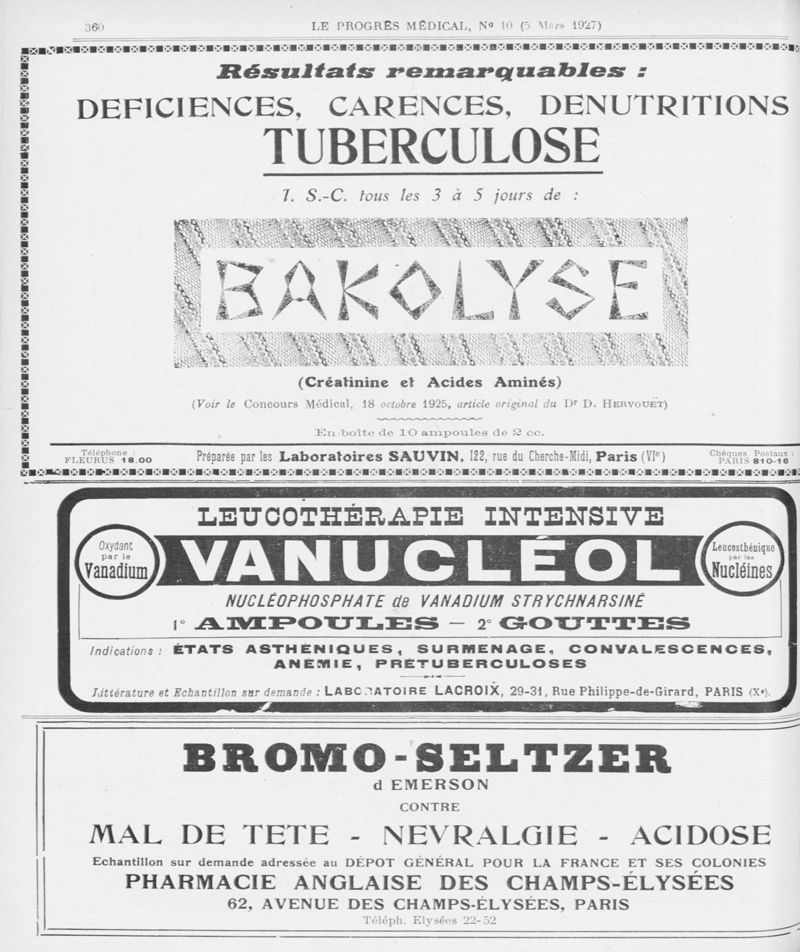 360
LE PROGRÈS MÉDICAL, Nº 10 (5 Mars 1927)
Résultats remarquables :
DEFICIENCES, CARENCES, DENUTRITIONS
TUBERCULOSE
I. S.-C. tous les 3 à 5 jours de :
BAKOLYSE
(Créatinine et Acides Aminés)
(Voir le Concours Médical, 18 octobre 1925, article original du Dr D. HERVOUËT)
En boîte de 10 ampoules de 2 cc.
Téléphone :
FLEURUS 18.00
Préparée par les Laboratoires SAUVIN, 122, rue du Cherche-Midi, Paris (VIe)
Chèques Postaux :
PARIS 810-16
LEUCOTHÉRAPIE INTENSIVE
Oxydant
par le
Vanadium
VANUCLÉOL
Leucosthénique
par les
Nucléines
NUCLÉOPHOSPHATE de VANADIUM STRYCHNARSINÉ
1° AMPOULES — 2° GOUTTES
Indications : ÉTATS ASTHÉNIQUES, SURMENAGE, CONVALESCENCES,
ANÉMIE, PRÉTUBERCULOSES
Littérature et Echantillon sur demande : LABORATOIRE LACROIX, 29-31, Rue Philippe-de-Girard, PARIS (Xe).
BROMO-SELTZER
d EMERSON
CONTRE
MAL DE TETE - NEVRALGIE - ACIDOSE
Echantillon sur demande adressée au DÉPOT GÉNÉRAL POUR LA FRANCE ET SES COLONIES
PHARMACIE ANGLAISE DES CHAMPS-ÉLYSÉES
62, AVENUE DES CHAMPS-ÉLYSÉES, PARIS
Téléph. Elysées 22-52